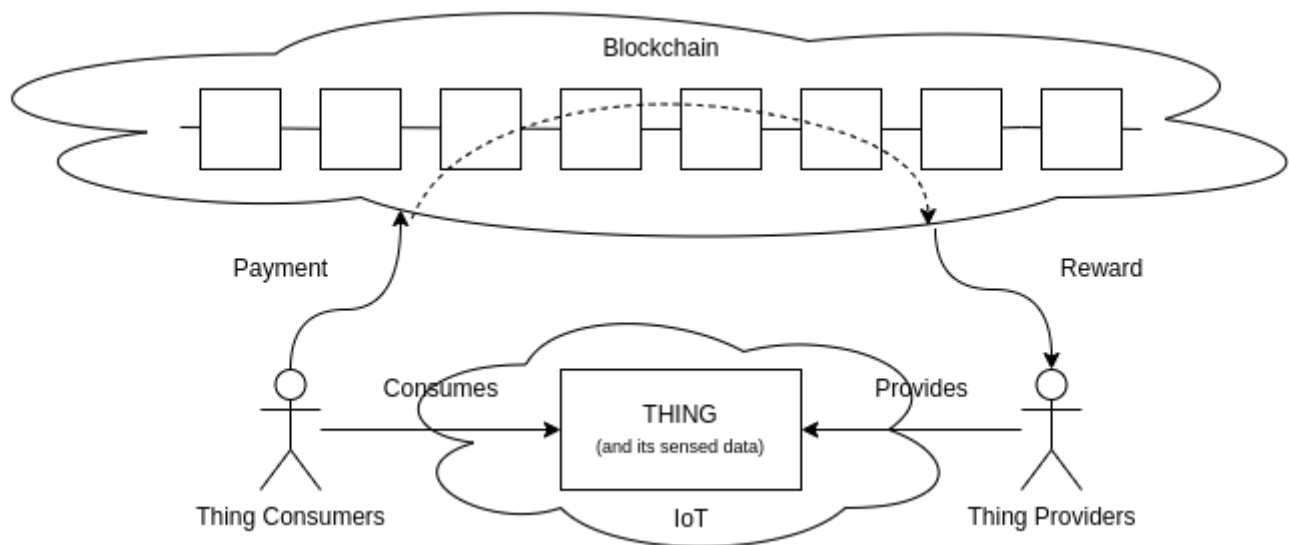 Blockchain
Payment
Reward
Consumes
Provides
THING
(and its sensed data)
IoT
Thing Consumers
Thing Providers